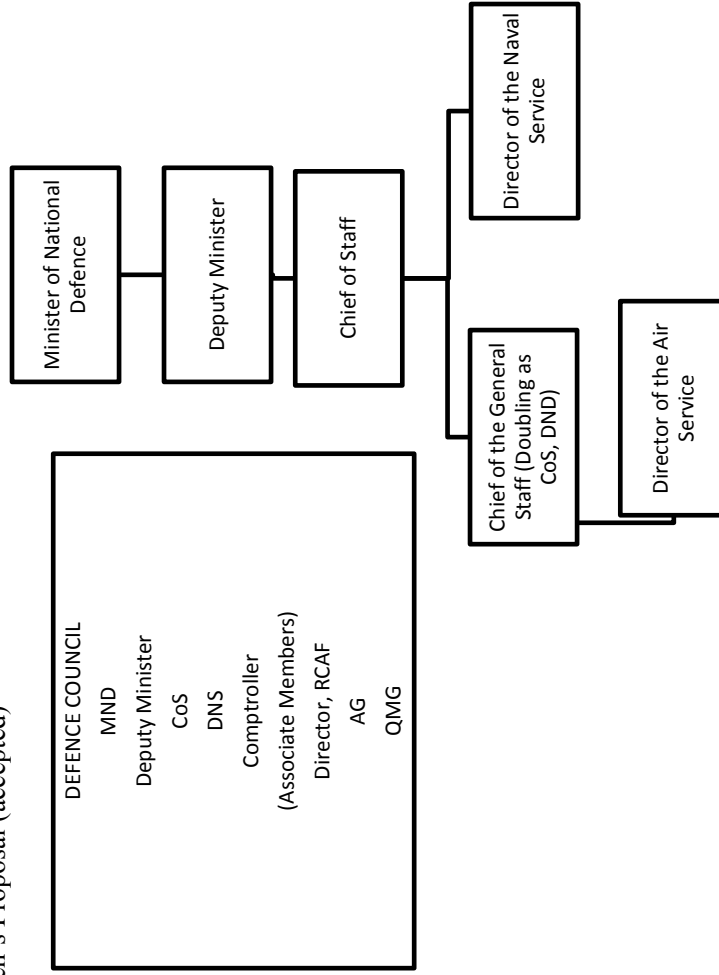 Proposal (accepted)
DEFENCE COUNCIL
MND
Deputy Minister
CoS
DNS
Comptroller
(Associate Members)
Director, RCAF
AG
QMG
Minister of National
Defence
Deputy Minister
Chief of Staff
Chief of the General
Staff (Doubling as
CoS, DND)
Director of the Naval
Service
Director of the Air
Service